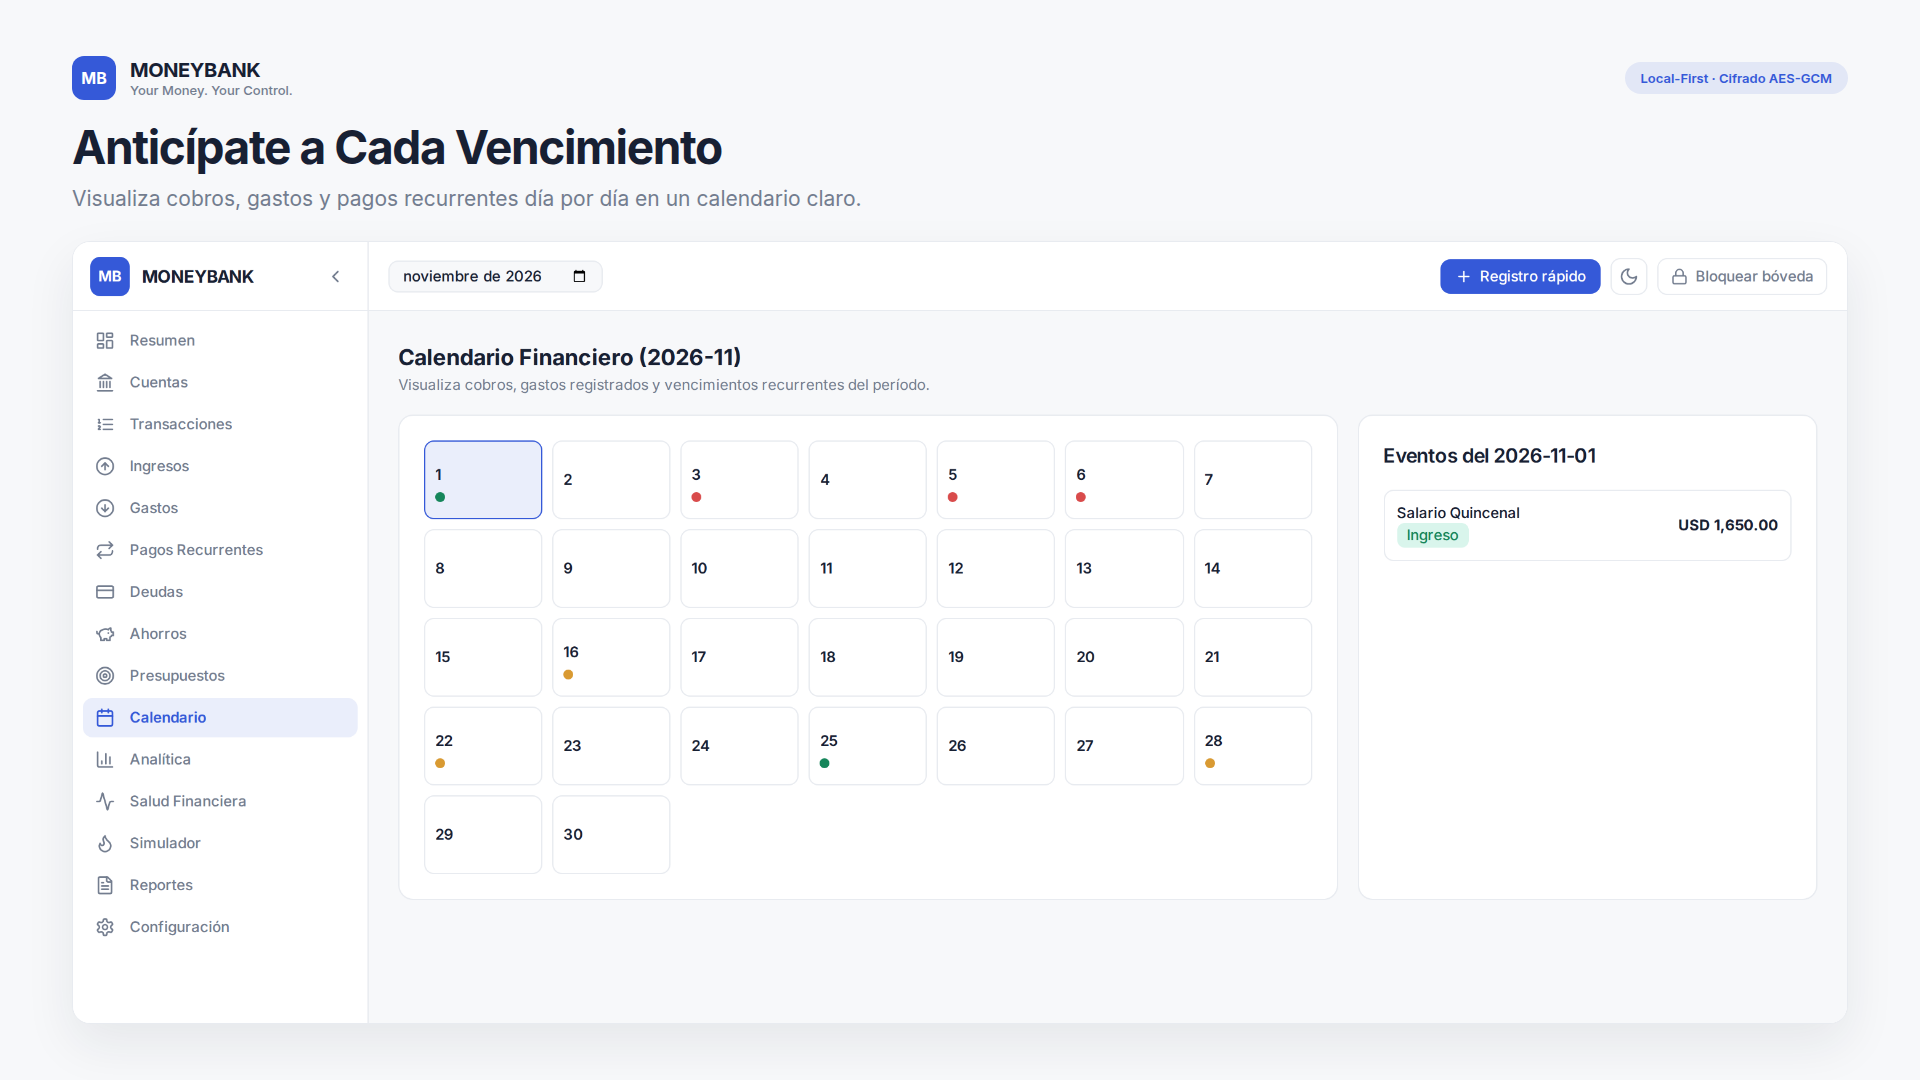 MB
MONEYBANK
Your Money. Your Control.
Local-First · Cifrado AES-GCM
Anticípate a Cada Vencimiento
Visualiza cobros, gastos y pagos recurrentes día por día en un calendario claro.
MB
MONEYBANK
noviembre de 2026
Registro rápido
Bloquear bóveda
Resumen
Cuentas
Transacciones
Ingresos
Gastos
Pagos Recurrentes
Deudas
Ahorros
Presupuestos
Calendario
Analítica
Salud Financiera
Simulador
Reportes
Configuración
Calendario Financiero (2026-11)
Visualiza cobros, gastos registrados y vencimientos recurrentes del período.
1 2 3 4 5 6 7
8 9 10 11 12 13 14
15 16 17 18 19 20 21
22 23 24 25 26 27 28
29 30
Eventos del 2026-11-01
Salario Quincenal
Ingreso
USD 1,650.00